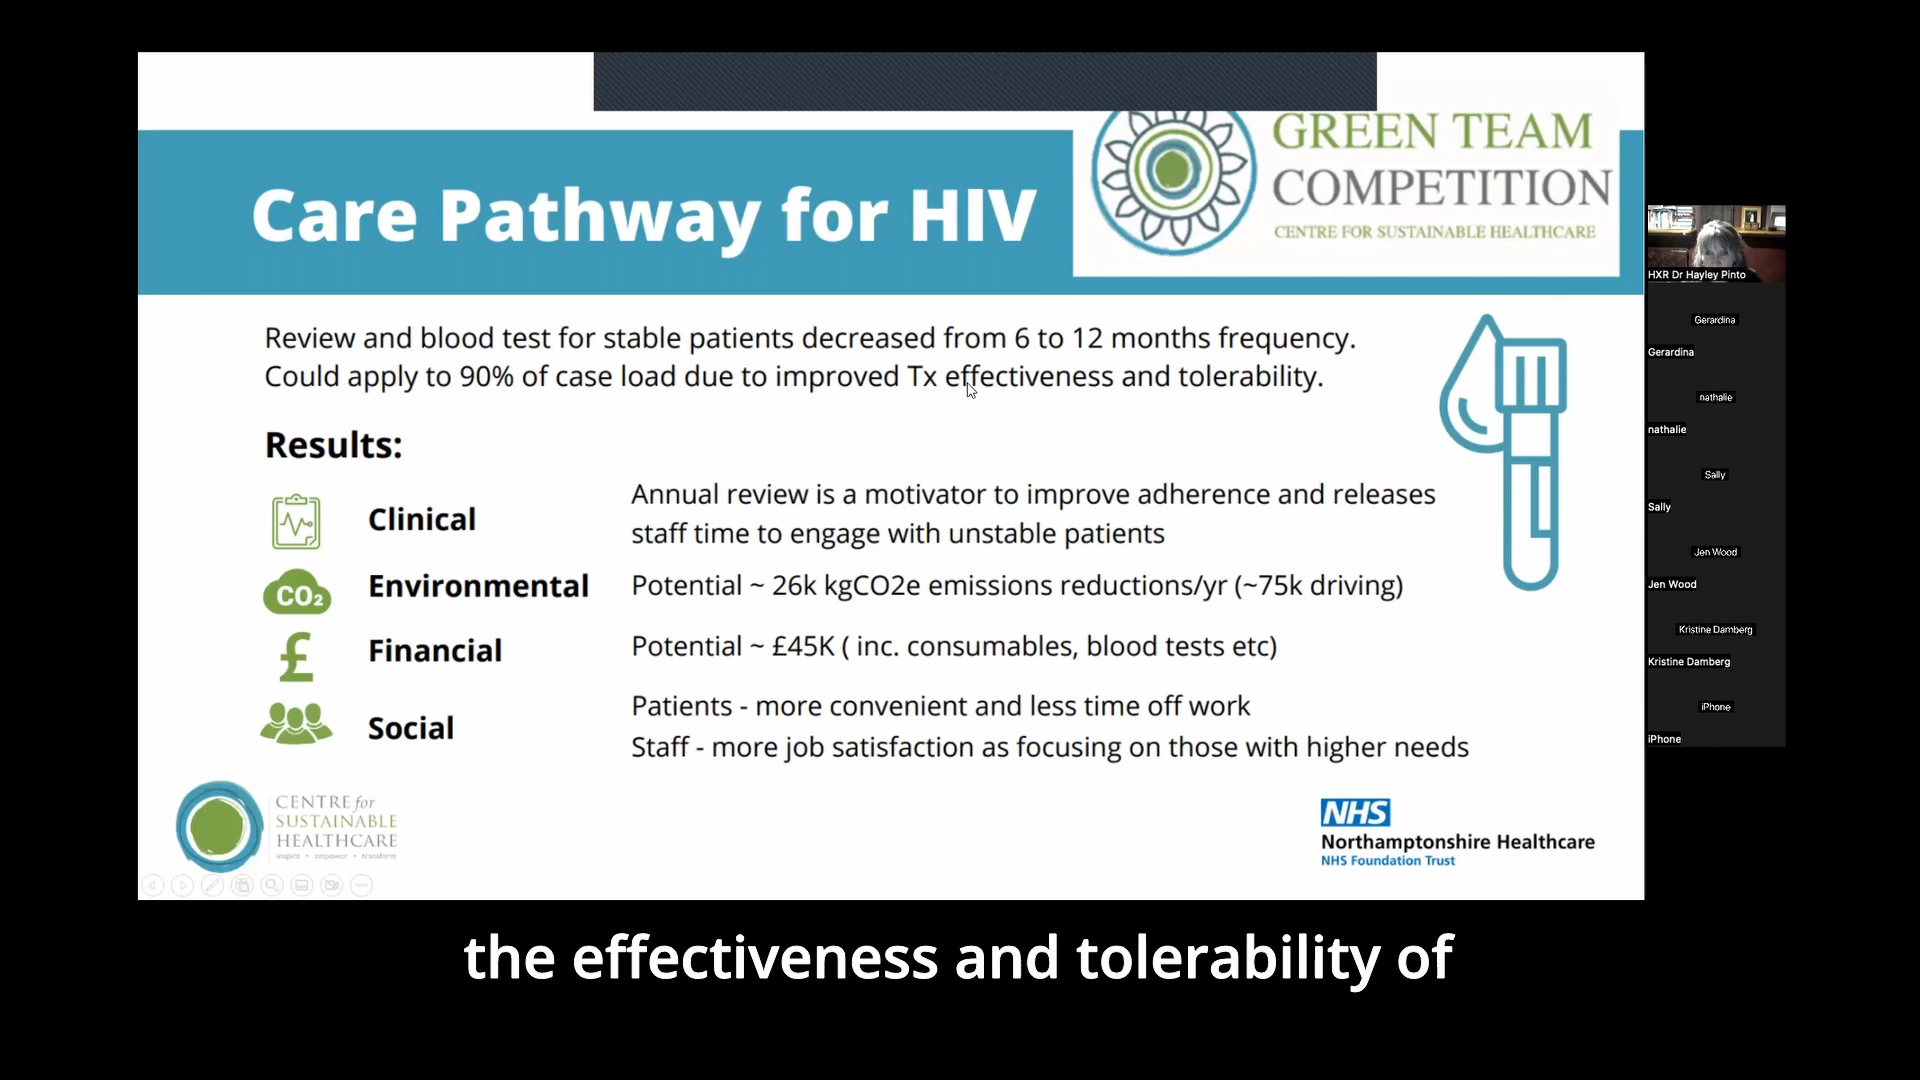 GREEN TEAM
COMPETITION
CENTRE FOR SUSTAINABLE HEALTHCARE
Care Pathway for HIV
Review and blood test for stable patients decreased from 6 to 12 months frequency.
Could apply to 90% of case load due to improved Tx effectiveness and tolerability.
Results:
Clinical
Annual review is a motivator to improve adherence and releases
staff time to engage with unstable patients
CO₂
Environmental
Potential ~ 26k kgCO2e emissions reductions/yr (~75k driving)
£
Financial
Potential ~ £45K ( inc. consumables, blood tests etc)
Social
Patients - more convenient and less time off work
Staff - more job satisfaction as focusing on those with higher needs
CENTRE for
SUSTAINABLE
HEALTHCARE
inspire • empower • transform
NHS
Northamptonshire Healthcare
NHS Foundation Trust
HXR Dr Hayley Pinto
Gerardina
Gerardina
nathalie
nathalie
Sally
Sally
Jen Wood
Jen Wood
Kristine Damberg
Kristine Damberg
iPhone
iPhone
the effectiveness and tolerability of